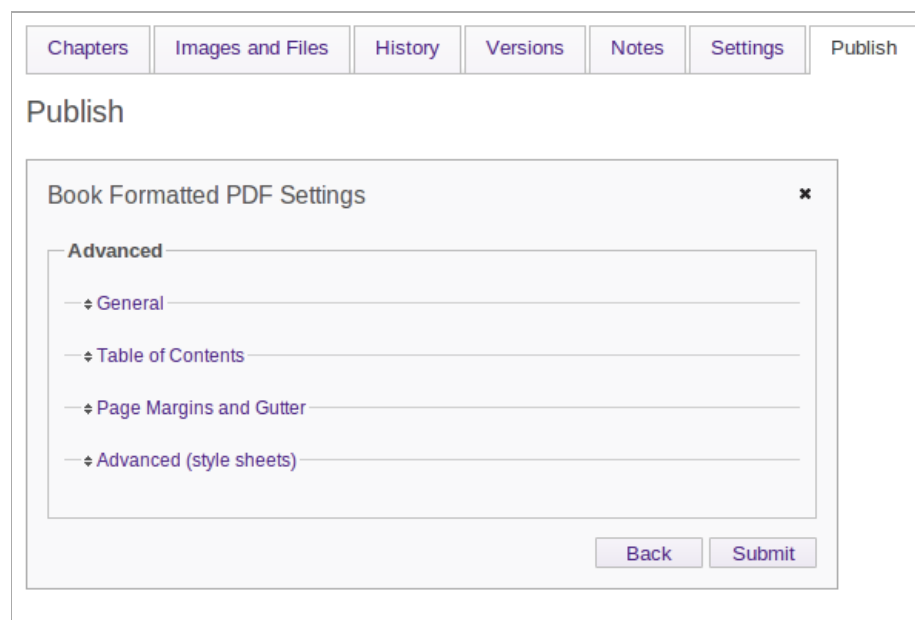 Chapters Images and Files History Versions Notes Settings Publish
Publish
Book Formatted PDF Settings
Advanced
General
Table of Contents
Page Margins and Gutter
Advanced (style sheets)
Back Submit